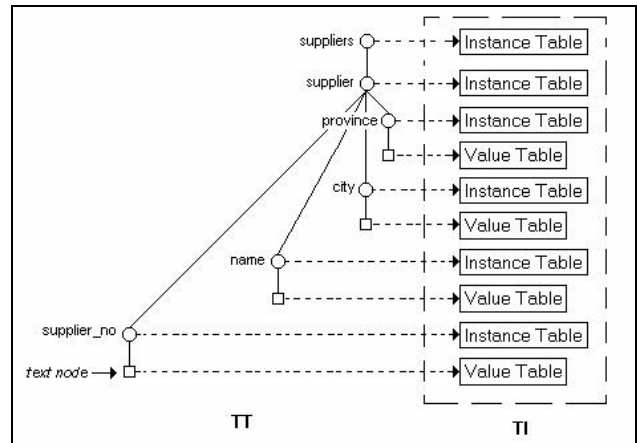 suppliers Instance Table
supplier Instance Table
province Instance Table
Value Table
city Instance Table
Value Table
name Instance Table
Value Table
supplier_no Instance Table
text node Value Table
TT TI